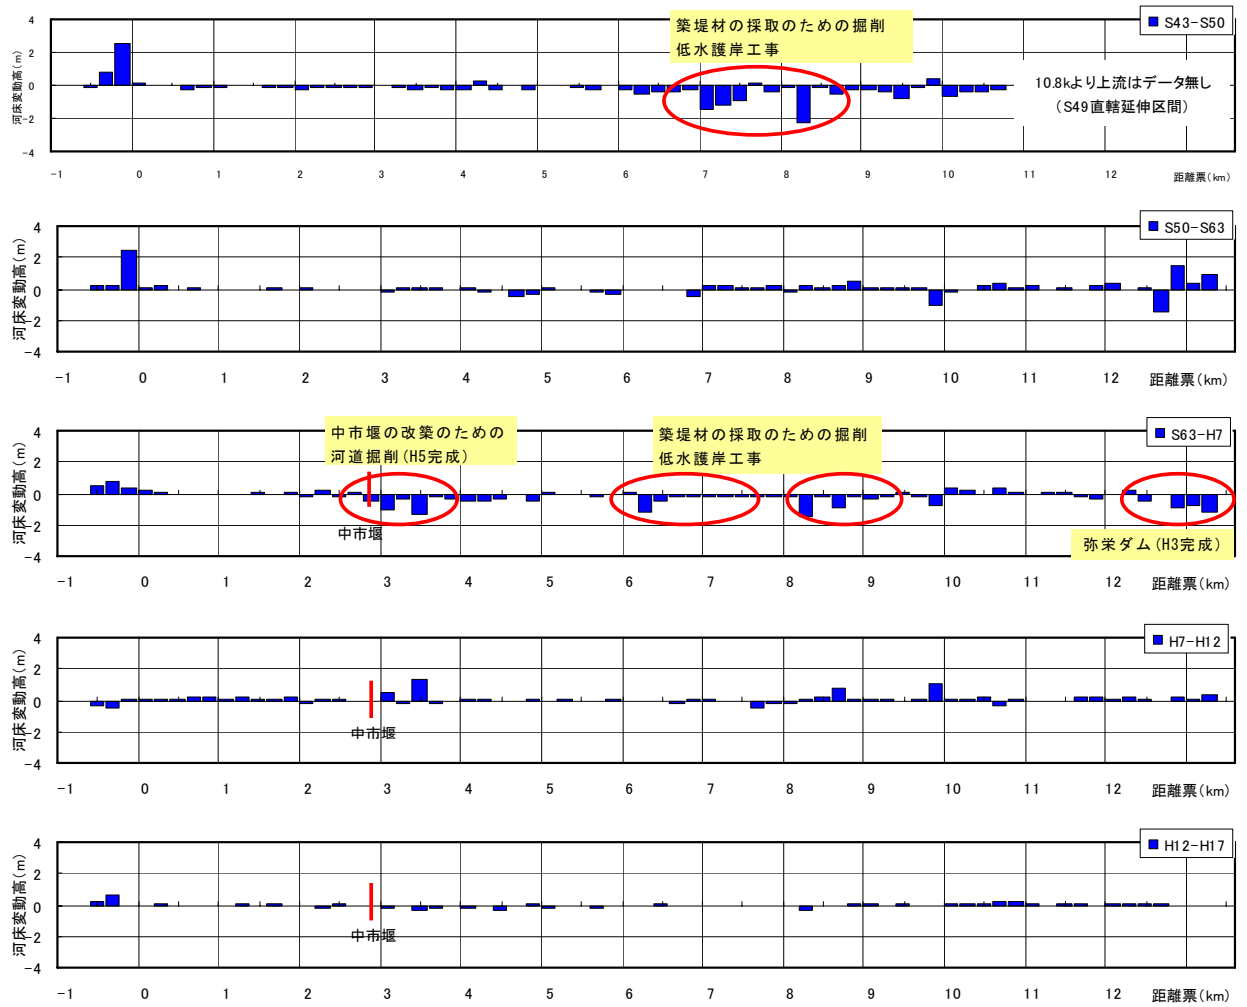 築堤材の採取のための掘削
低水護岸工事
S43-S50
10.8kより上流はデータ無し
(S49直轄延伸区間)
河床変動高(m)
4
2
0
-2
-4
-1 0 1 2 3 4 5 6 7 8 9 10 11 12 距離票(km)
S50-S63
河床変動高(m)
4
2
0
-2
-4
-1 0 1 2 3 4 5 6 7 8 9 10 11 12 距離票(km)
中市堰の改築のための
河道掘削(H5完成)
築堤材の採取のための掘削
低水護岸工事
S63-H7
河床変動高(m)
4
2
0
-2
-4
中市堰
弥栄ダム(H3完成)
-1 0 1 2 3 4 5 6 7 8 9 10 11 12 距離票(km)
H7-H12
河床変動高(m)
4
2
0
-2
-4
中市堰
-1 0 1 2 3 4 5 6 7 8 9 10 11 12 距離票(km)
H12-H17
河床変動高(m)
4
2
0
-2
-4
中市堰
-1 0 1 2 3 4 5 6 7 8 9 10 11 12 距離票(km)